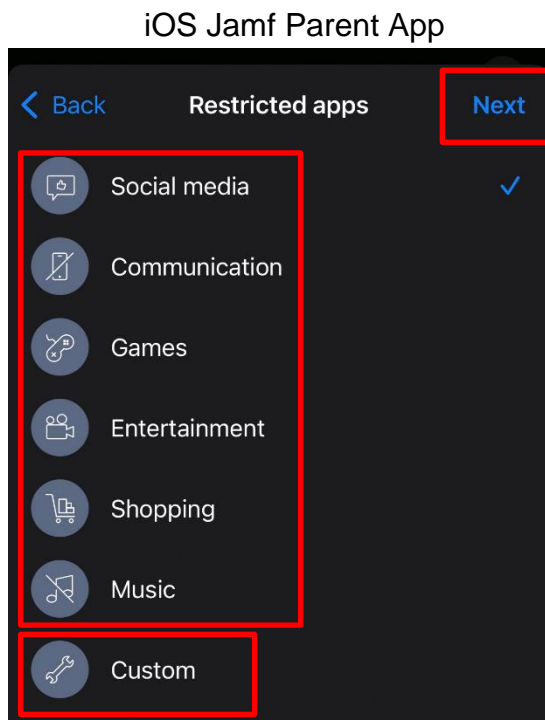 iOS Jamf Parent App
Back Restricted apps Next
Social media
Communication
Games
Entertainment
Shopping
Music
Custom